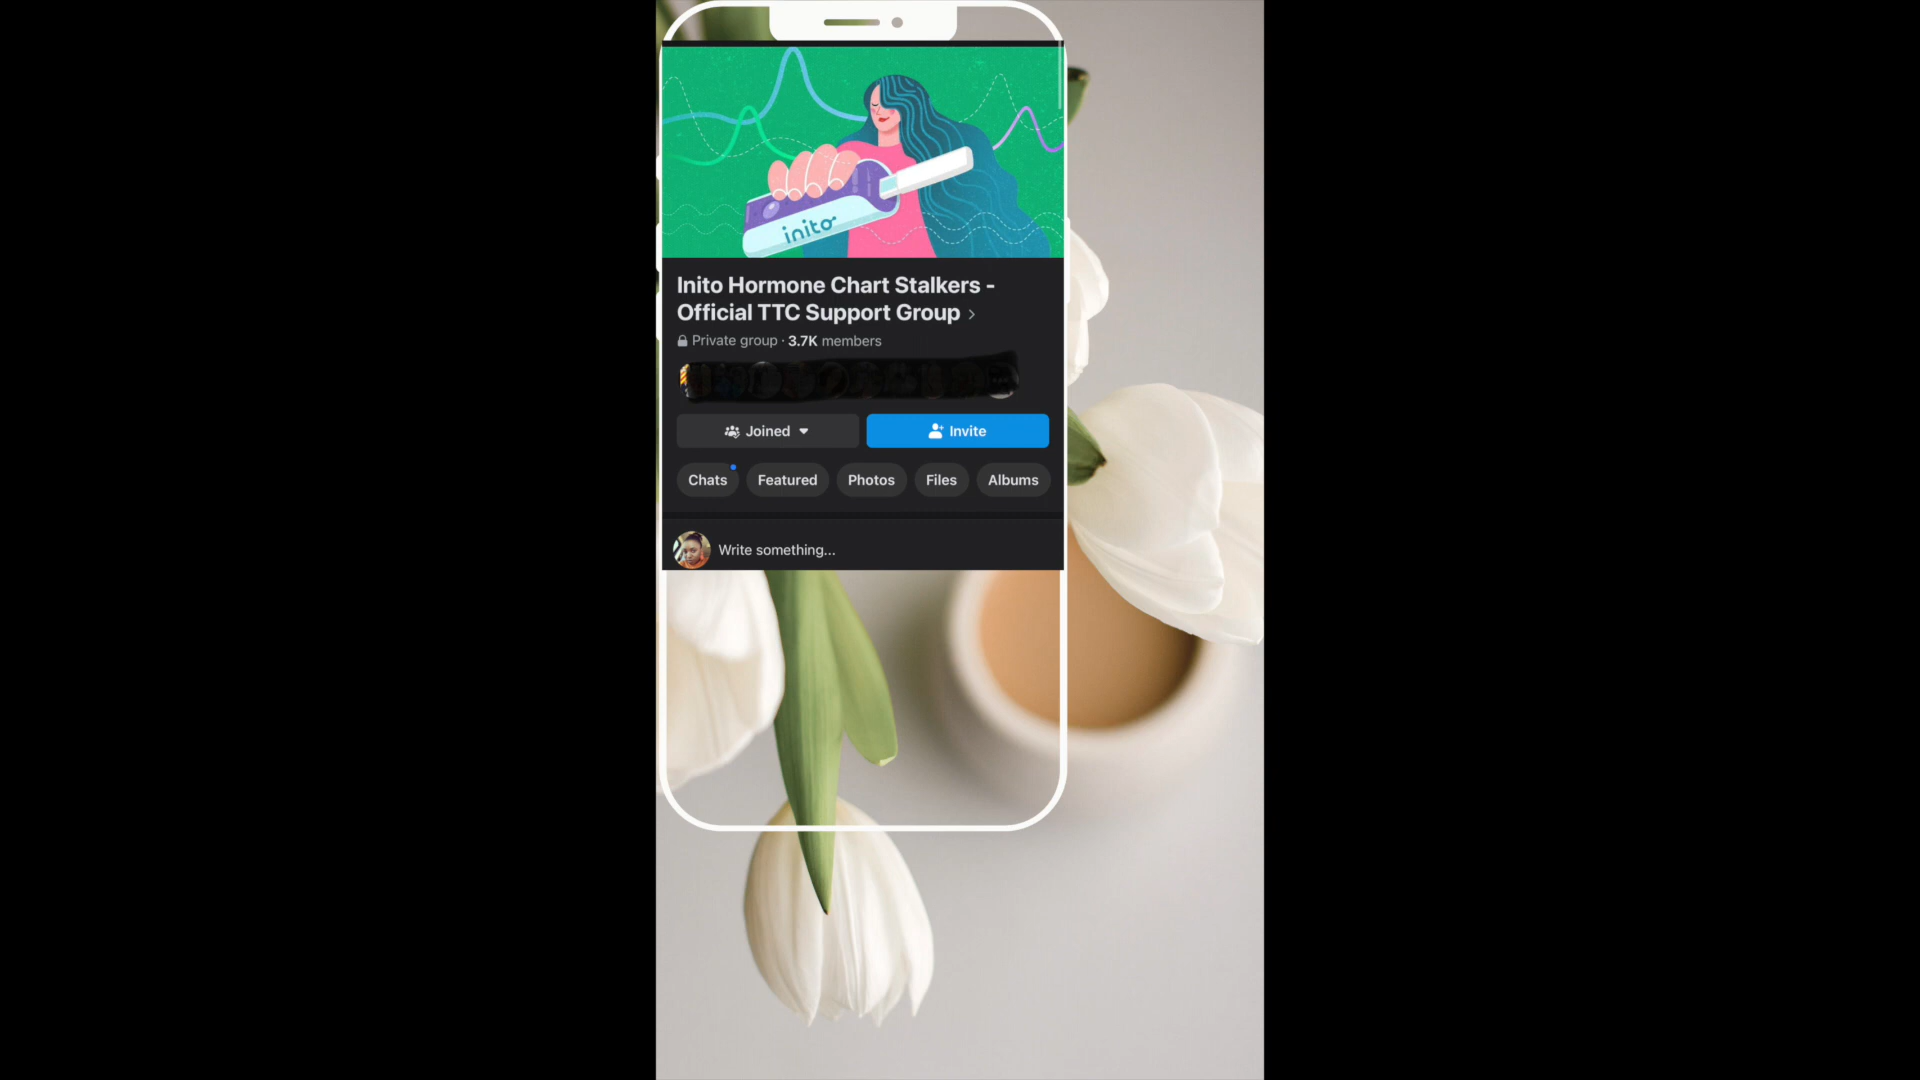 inito
Inito Hormone Chart Stalkers -
Official TTC Support Group
Private group · 3.7K members
Joined
Invite
Chats
Featured
Photos
Files
Albums
Write something...